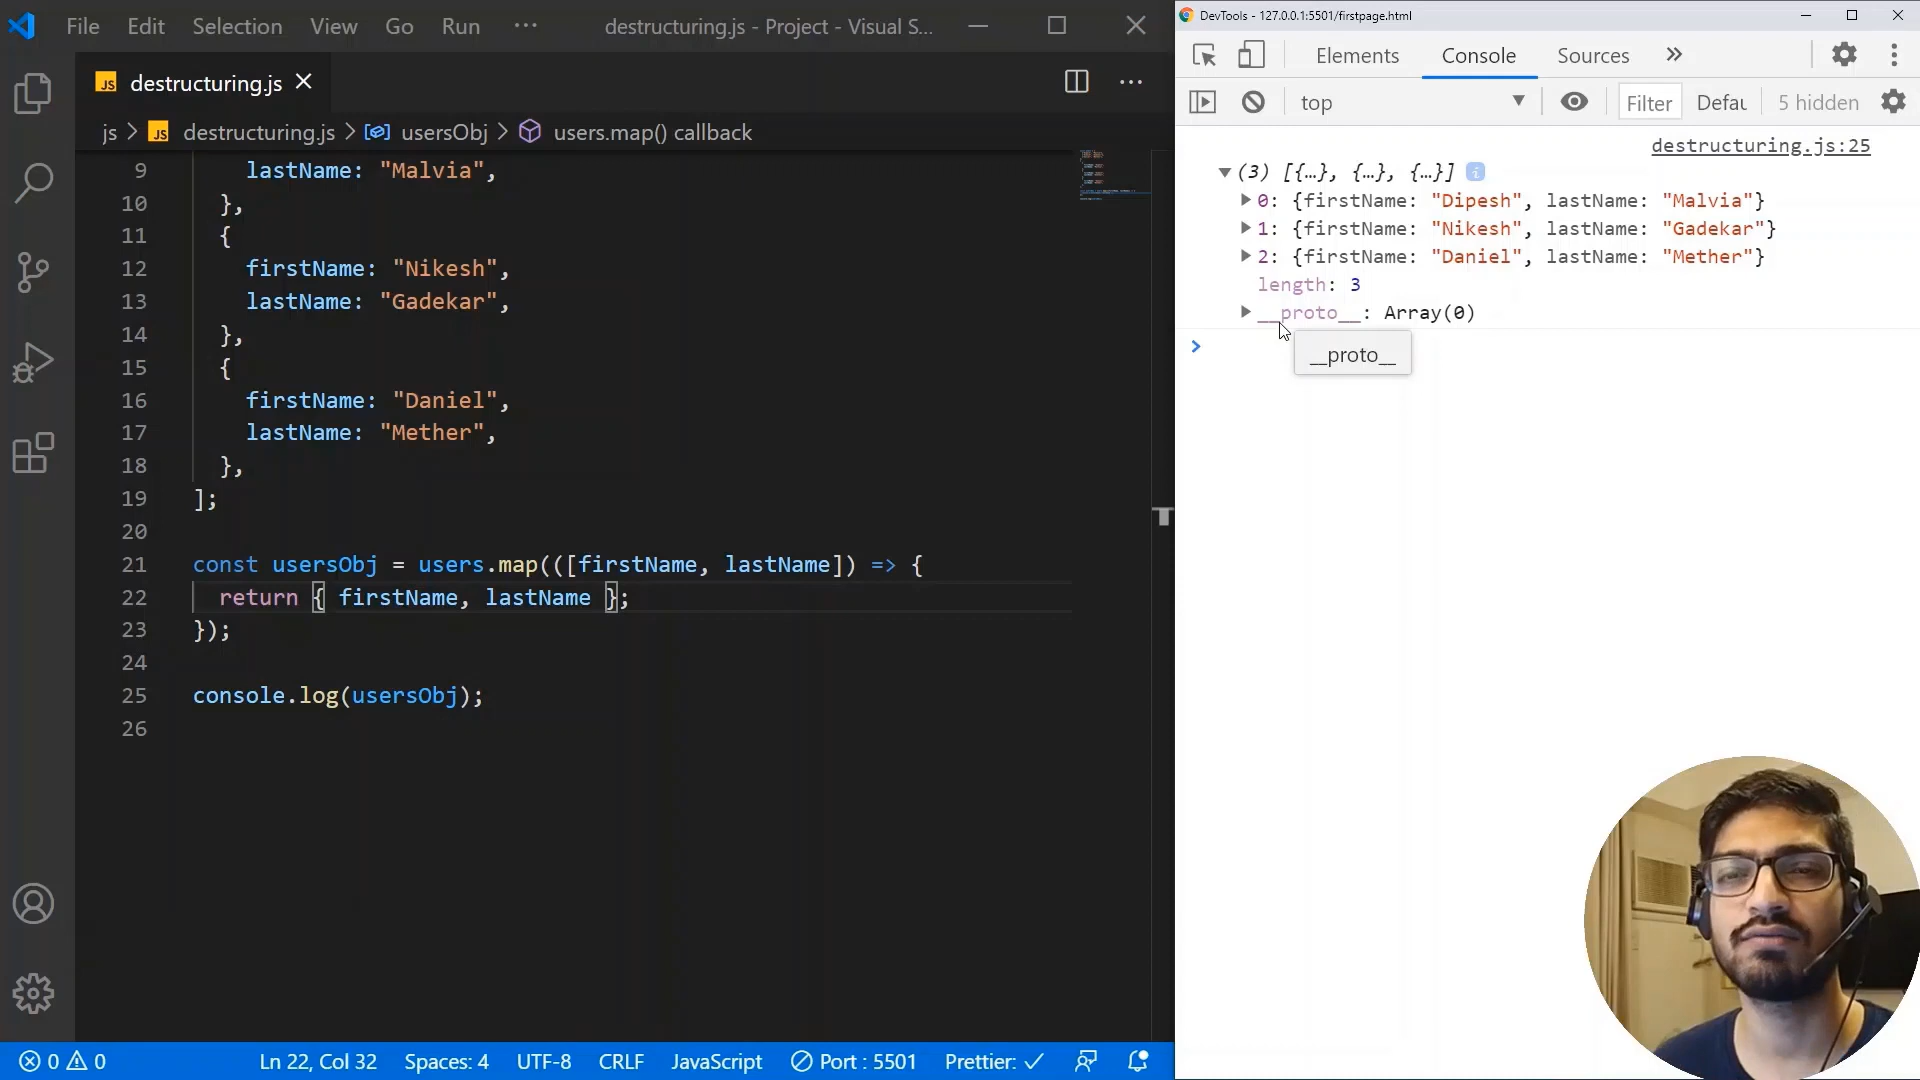 File Edit Selection View Go Run ··· destructuring.js - Project - Visual S...
JS destructuring.js
js > JS destructuring.js > usersObj > users.map() callback
9 lastName: "Malvia",
10 },
11 {
12 firstName: "Nikesh",
13 lastName: "Gadekar",
14 },
15 {
16 firstName: "Daniel",
17 lastName: "Mether",
18 },
19 ];
20
21 const usersObj = users.map(([firstName, lastName]) => {
22 return { firstName, lastName };
23 });
24
25 console.log(usersObj);
26
0 0 Ln 22, Col 32 Spaces: 4 UTF-8 CRLF JavaScript Port : 5501 Prettier: ✓
DevTools - 127.0.0.1:5501/firstpage.html
Elements Console Sources »
top Filter Defau 5 hidden
destructuring.js:25
(3) [{…}, {…}, {…}] i
0: {firstName: "Dipesh", lastName: "Malvia"}
1: {firstName: "Nikesh", lastName: "Gadekar"}
2: {firstName: "Daniel", lastName: "Mether"}
length: 3
__proto__: Array(0)
>
__proto__